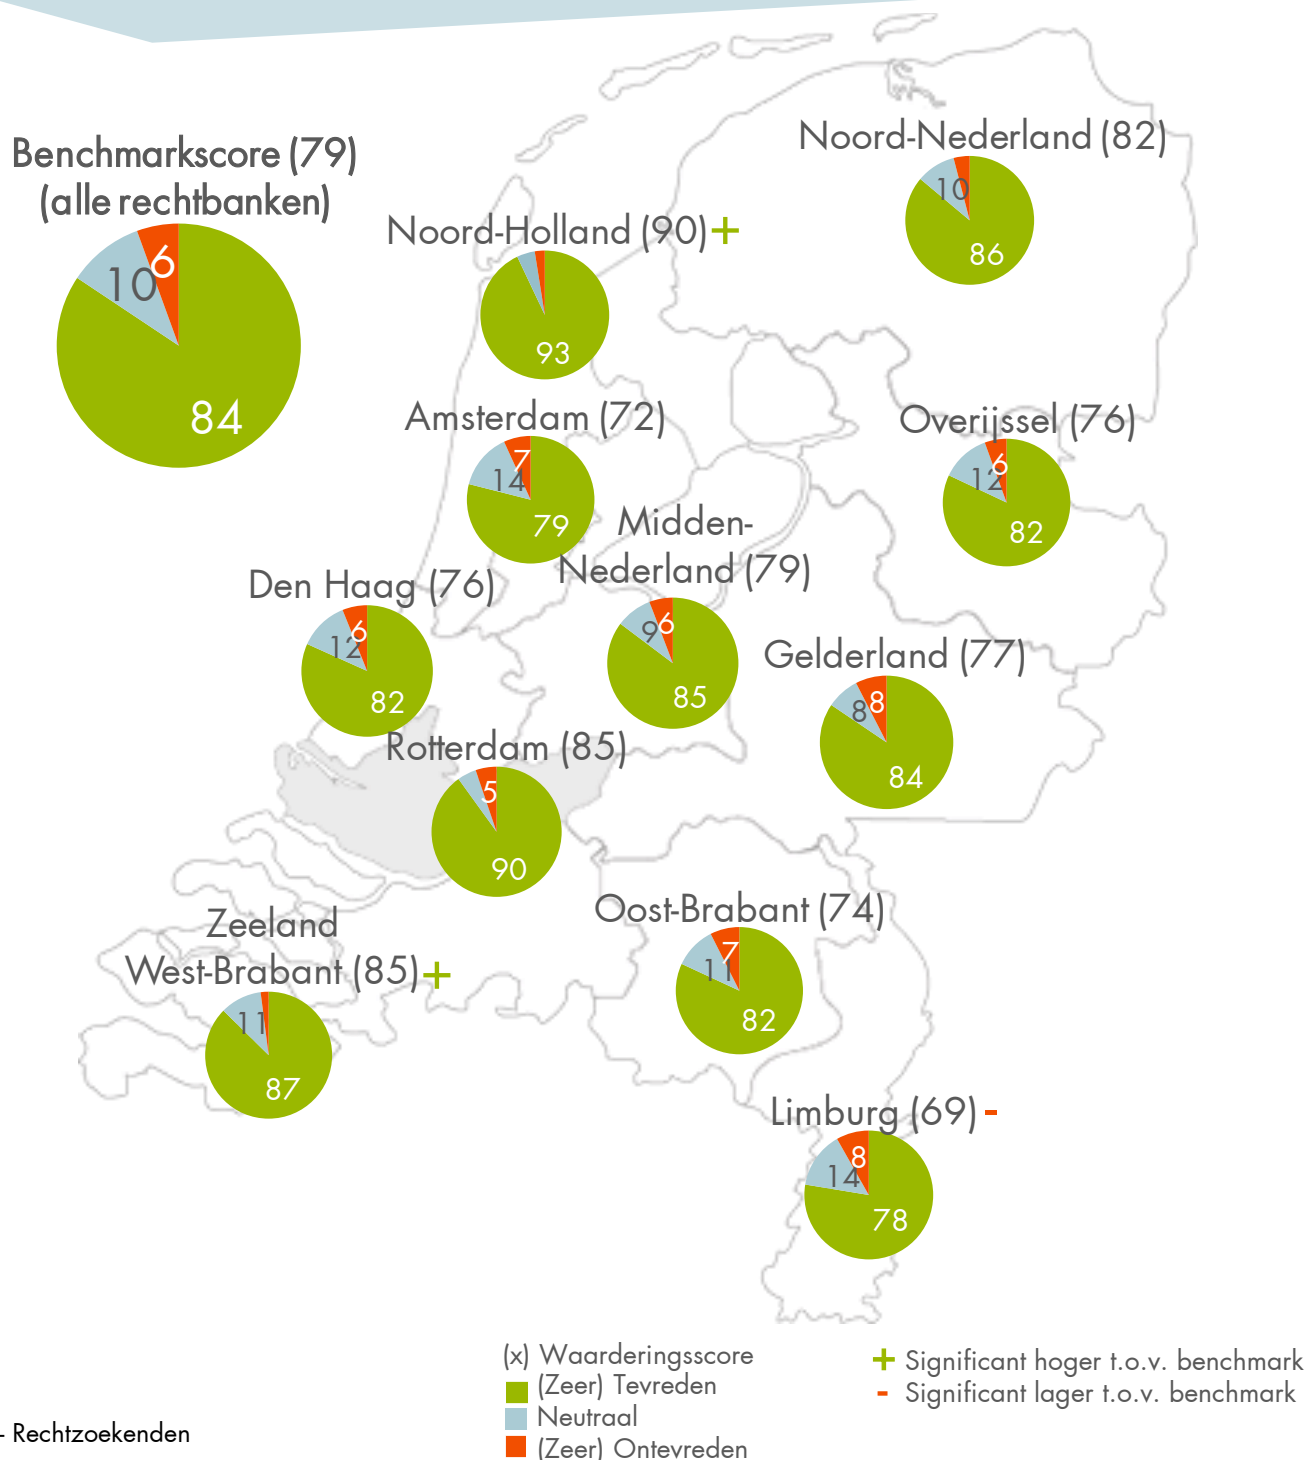 Benchmarkscore (79)
(alle rechtbanken)
10
6
84
Noord-Nederland (82)
10
86
Noord-Holland (90) +
93
Amsterdam (72)
7
14
79
Overijssel (76)
6
12
82
Midden-
Nederland (79)
6
9
85
Den Haag (76)
6
12
82
Gelderland (77)
8
8
84
Rotterdam (85)
5
90
Oost-Brabant (74)
7
11
82
Zeeland
West-Brabant (85) +
11
87
Limburg (69) -
8
14
78
(x) Waarderingsscore
(Zeer) Tevreden
Neutraal
(Zeer) Ontevreden
+ Significant hoger t.o.v. benchmark
- Significant lager t.o.v. benchmark
- Rechtzoekenden